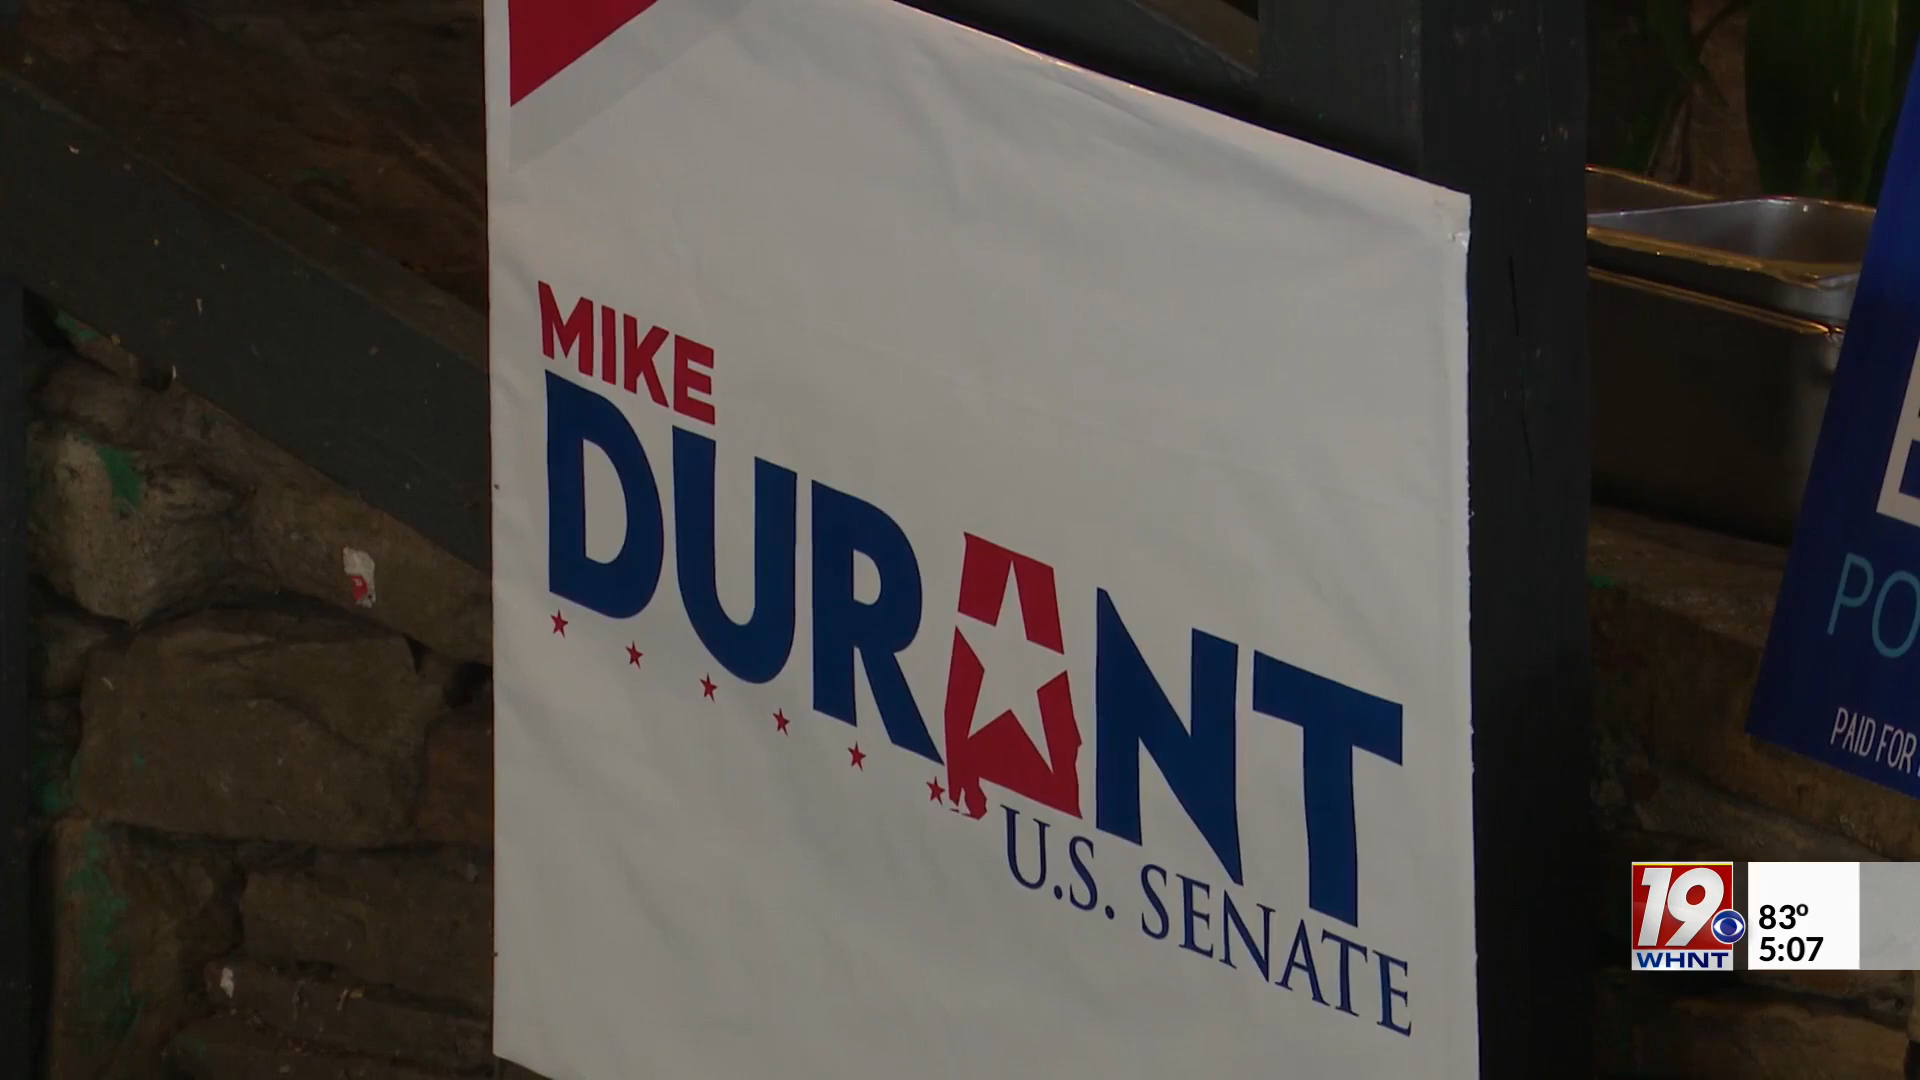 MIKE
DURANT
U.S. SENATE
PO
PAID FOR
19
WHNT
83º
5:07